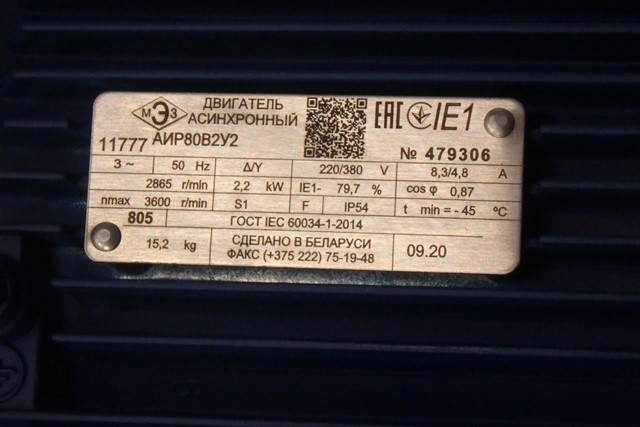 МЭЗ
ДВИГАТЕЛЬ
АСИНХРОННЫЙ
EAC IE1
11777 АИР80В2У2
№ 479306
3 ~ 50 Hz Δ/Y 220/380 V 8,3/4,8 A
2865 r/min 2,2 kW IE1- 79,7 % cos φ 0,87
nmax 3600 r/min S1 F IP54 t min = - 45 °C
805 ГОСТ IEC 60034-1-2014
15,2 kg СДЕЛАНО В БЕЛАРУСИ 09.20
ФАКС (+375 222) 75-19-48